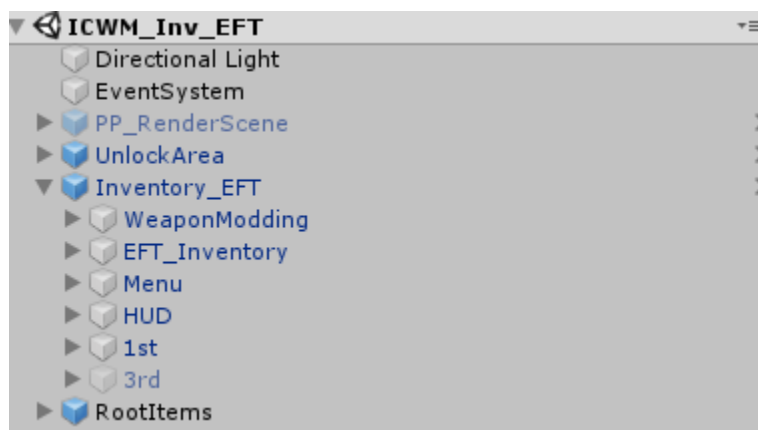 ICWM_Inv_EFT
Directional Light
EventSystem
PP_RenderScene
UnlockArea
Inventory_EFT
WeaponModding
EFT_Inventory
Menu
HUD
1st
3rd
RootItems